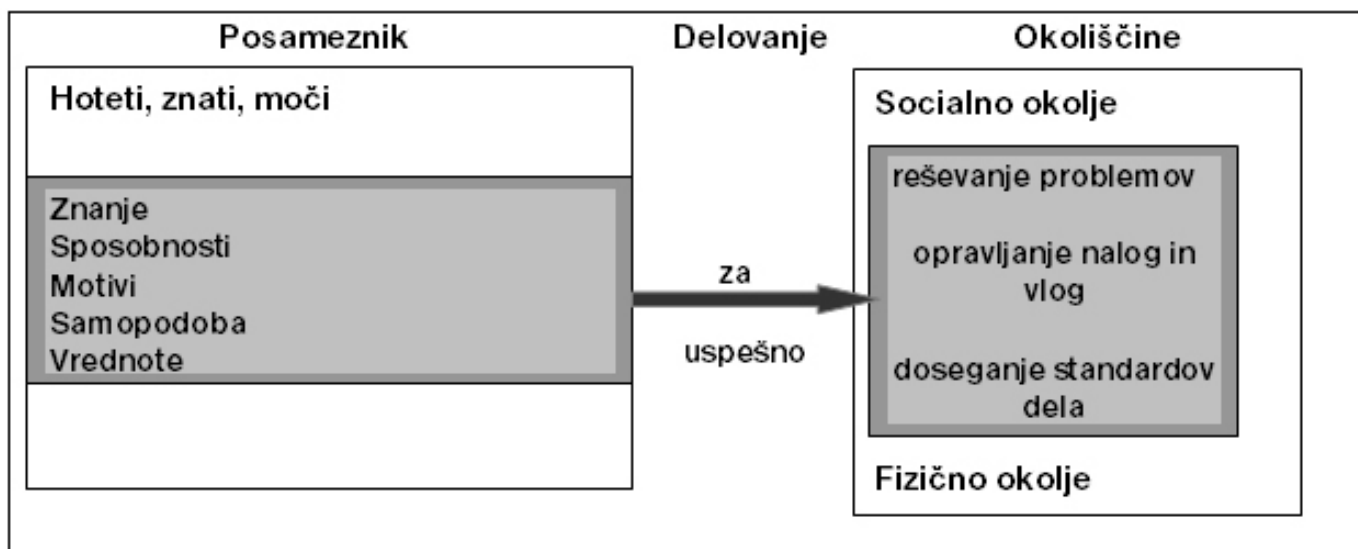 Posameznik
Delovanje
Okoliščine
Hoteti, znati, moči
Znanje
Sposobnosti
Motivi
Samopodoba
Vrednote
za
uspešno
Socialno okolje
reševanje problemov
opravljanje nalog in
vlog
doseganje standardov
dela
Fizično okolje